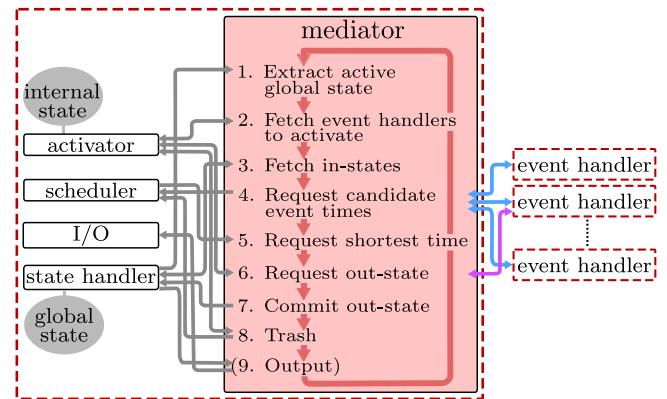 mediator
internal
state
activator
scheduler
I/O
state handler
global
state
1. Extract active
global state
2. Fetch event handlers
to activate
3. Fetch in-states
4. Request candidate
event times
5. Request shortest time
6. Request out-state
7. Commit out-state
8. Trash
(9. Output)
event handler
event handler
event handler